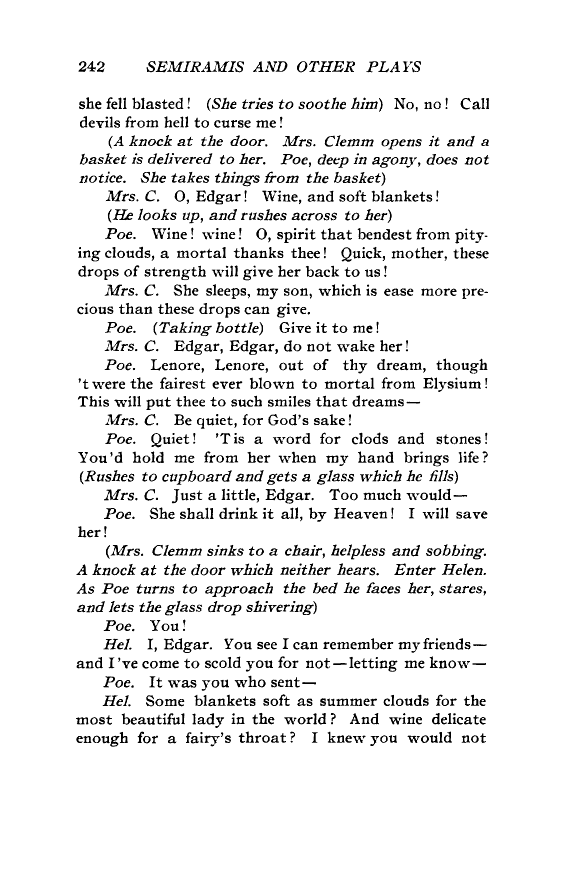 242 SEMIRAMIS AND OTHER PLAYS
she fell blasted! (She tries to soothe him) No, no! Call
devils from hell to curse me!
(A knock at the door. Mrs. Clemm opens it and a
basket is delivered to her. Poe, deep in agony, does not
notice. She takes things from the basket)
Mrs. C. O, Edgar! Wine, and soft blankets!
(He looks up, and rushes across to her)
Poe. Wine! wine! O, spirit that bendest from pity-
ing clouds, a mortal thanks thee! Quick, mother, these
drops of strength will give her back to us!
Mrs. C. She sleeps, my son, which is ease more pre-
cious than these drops can give.
Poe. (Taking bottle) Give it to me!
Mrs. C. Edgar, Edgar, do not wake her!
Poe. Lenore, Lenore, out of thy dream, though
'twere the fairest ever blown to mortal from Elysium!
This will put thee to such smiles that dreams—
Mrs. C. Be quiet, for God's sake!
Poe. Quiet! 'Tis a word for clods and stones!
You'd hold me from her when my hand brings life?
(Rushes to cupboard and gets a glass which he fills)
Mrs. C. Just a little, Edgar. Too much would—
Poe. She shall drink it all, by Heaven! I will save
her!
(Mrs. Clemm sinks to a chair, helpless and sobbing.
A knock at the door which neither hears. Enter Helen.
As Poe turns to approach the bed he faces her, stares,
and lets the glass drop shivering)
Poe. You!
Hel. I, Edgar. You see I can remember my friends—
and I've come to scold you for not—letting me know—
Poe. It was you who sent—
Hel. Some blankets soft as summer clouds for the
most beautiful lady in the world? And wine delicate
enough for a fairy's throat? I knew you would not